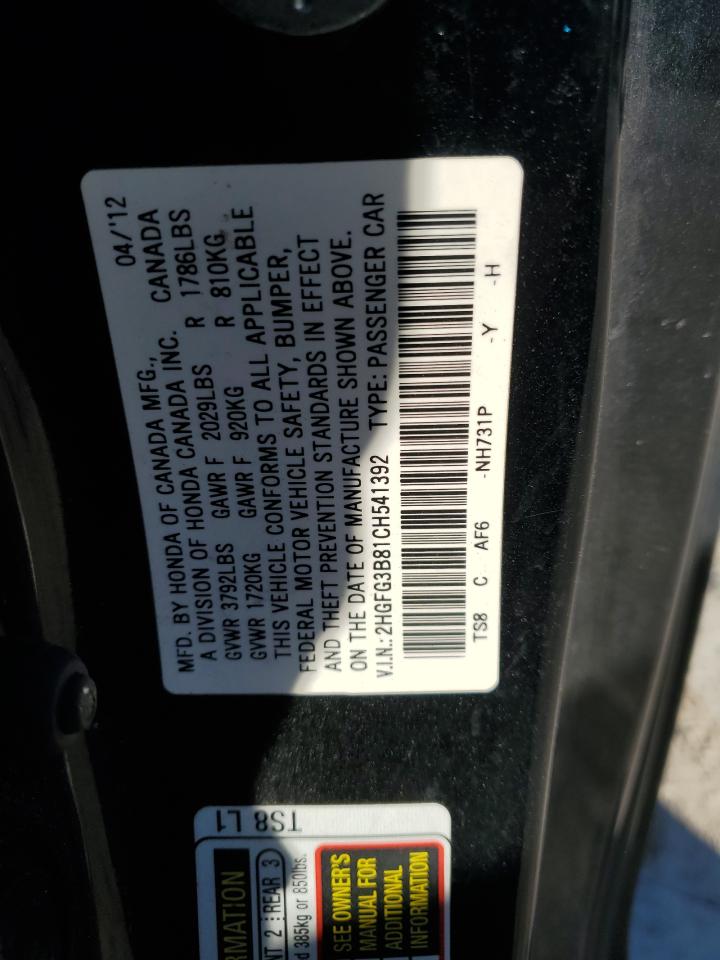 MFD. BY HONDA OF CANADA MFG., 04/12
A DIVISION OF HONDA CANADA INC. CANADA
GVWR 3792LBS GAWR F 2029LBS R 1786LBS
GVWR 1720KG GAWR F 920KG R 810KG
THIS VEHICLE CONFORMS TO ALL APPLICABLE
FEDERAL MOTOR VEHICLE SAFETY, BUMPER,
AND THEFT PREVENTION STANDARDS IN EFFECT
ON THE DATE OF MANUFACTURE SHOWN ABOVE.
V.I.N.: 2HGFG3B81CH541392 TYPE: PASSENGER CAR
TS8 C AF6 -NH731P -Y -H
TS8 L1
RMATION
NT 2 : REAR 3
d 385kg or 850lbs.
SEE OWNER'S
MANUAL FOR
ADDITIONAL
INFORMATION